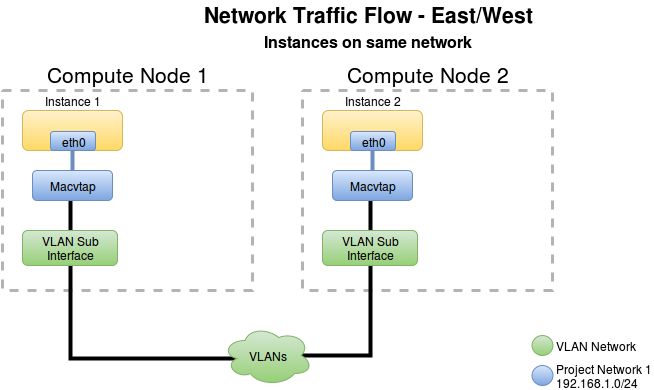 Network Traffic Flow - East/West
Instances on same network
Compute Node 1
Compute Node 2
Instance 1
Instance 2
eth0
eth0
Macvtap
Macvtap
VLAN Sub
Interface
VLAN Sub
Interface
VLANs
VLAN Network
Project Network 1
192.168.1.0/24